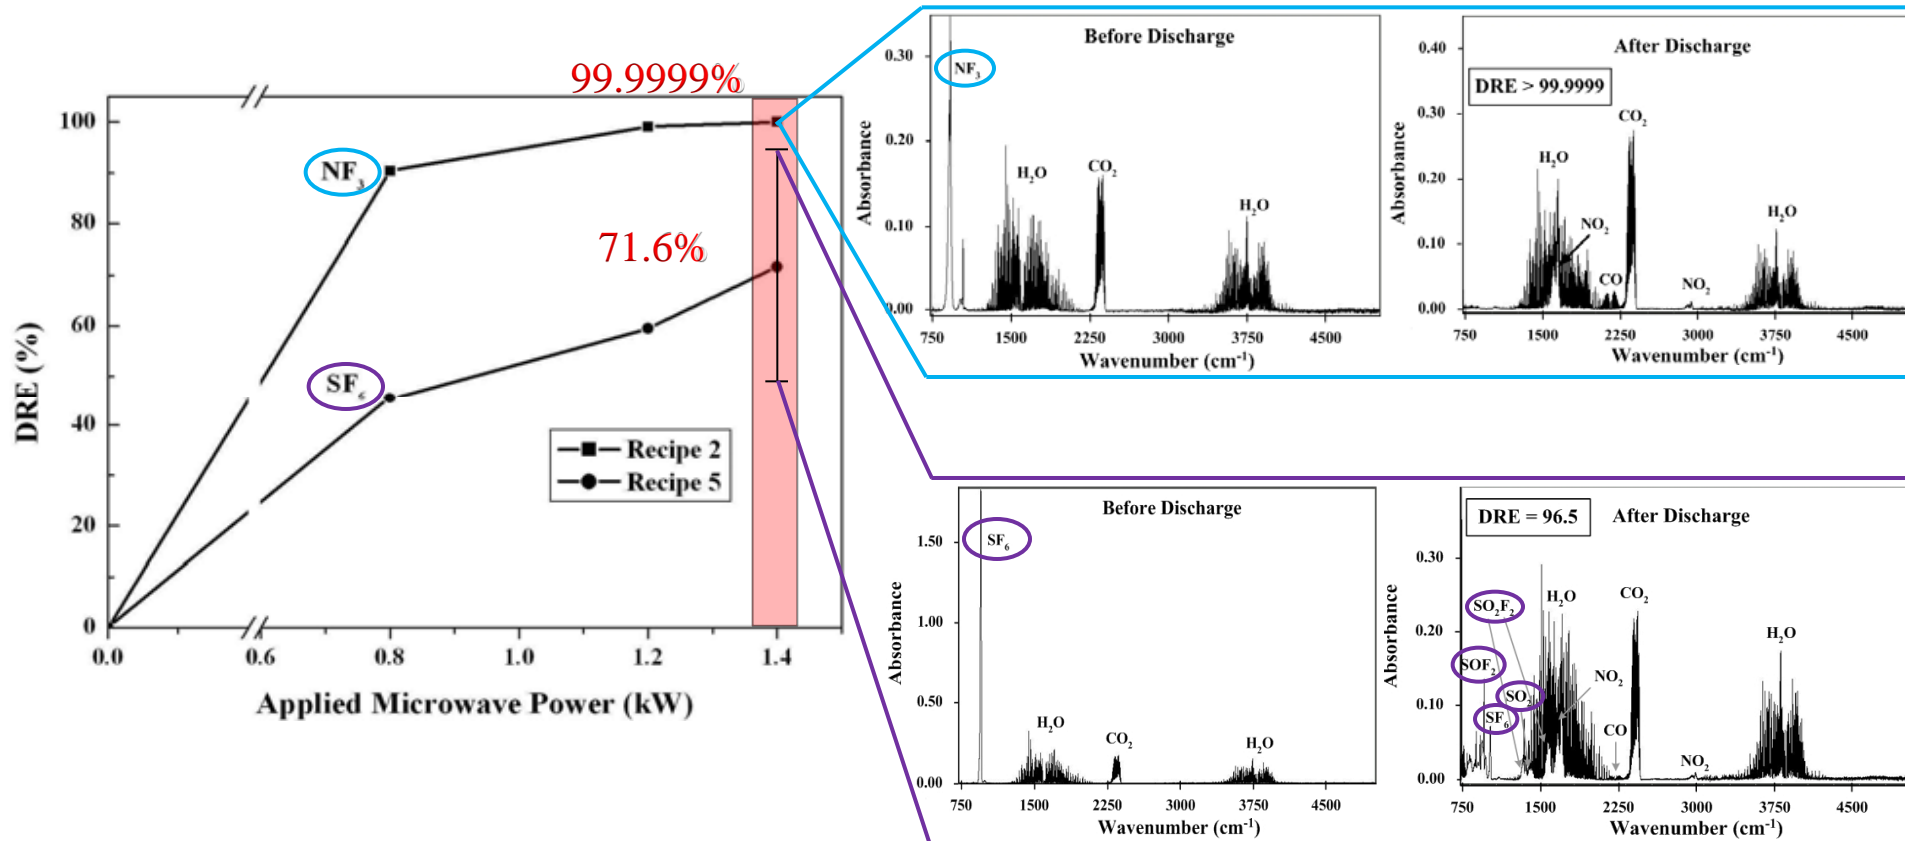 99.9999%
71.6%
NF₃
SF₆
Recipe 2
Recipe 5
DRE (%)
100
80
60
40
20
0
0.0
0.6
0.8
1.0
1.2
1.4
Applied Microwave Power (kW)
Before Discharge
NF₃
H₂O
CO₂
H₂O
Absorbance
0.30
0.20
0.10
0.00
750
1500
2250
3000
3750
4500
Wavenumber (cm⁻¹)
After Discharge
DRE > 99.9999
CO₂
H₂O
NO₂
CO
NO₂
H₂O
Absorbance
0.40
0.30
0.20
0.10
0.00
750
1500
2250
3000
3750
4500
Wavenumber (cm⁻¹)
Before Discharge
SF₆
H₂O
CO₂
H₂O
Absorbance
1.50
1.00
0.50
0.00
750
1500
2250
3000
3750
4500
Wavenumber (cm⁻¹)
DRE = 96.5
After Discharge
SO₂F₂
H₂O
CO₂
H₂O
SOF₂
NO₂
SO₂
SF₆
CO
NO₂
Absorbance
0.30
0.20
0.10
0.00
750
1500
2250
3000
3750
4500
Wavenumber (cm⁻¹)